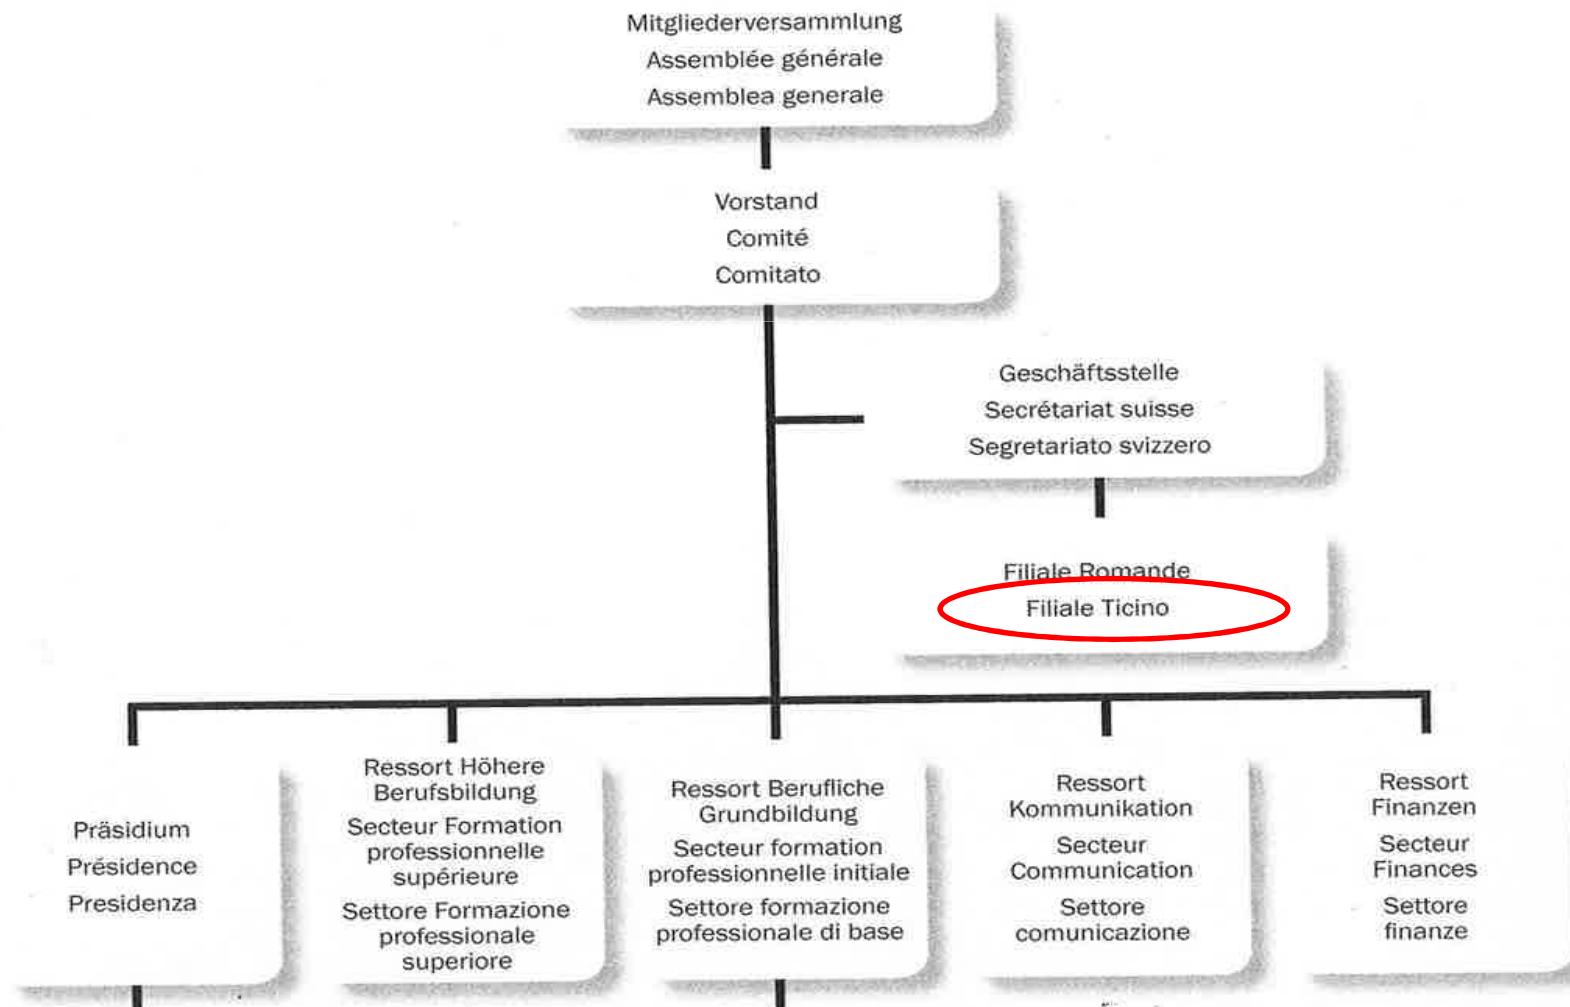 Mitgliederversammlung
Assemblée générale
Assemblea generale
Vorstand
Comité
Comitato
Geschäftsstelle
Secrétariat suisse
Segretariato svizzero
Filiale Romande
Filiale Ticino
Präsidium
Présidence
Presidenza
Ressort Höhere
Berufsbildung
Secteur Formation
professionnelle
supérieure
Settore Formazione
professionale
superiore
Ressort Berufliche
Grundbildung
Secteur formation
professionnelle initiale
Settore formazione
professionale di base
Ressort
Kommunikation
Secteur
Communication
Settore
comunicazione
Ressort
Finanzen
Secteur
Finances
Settore
finanze